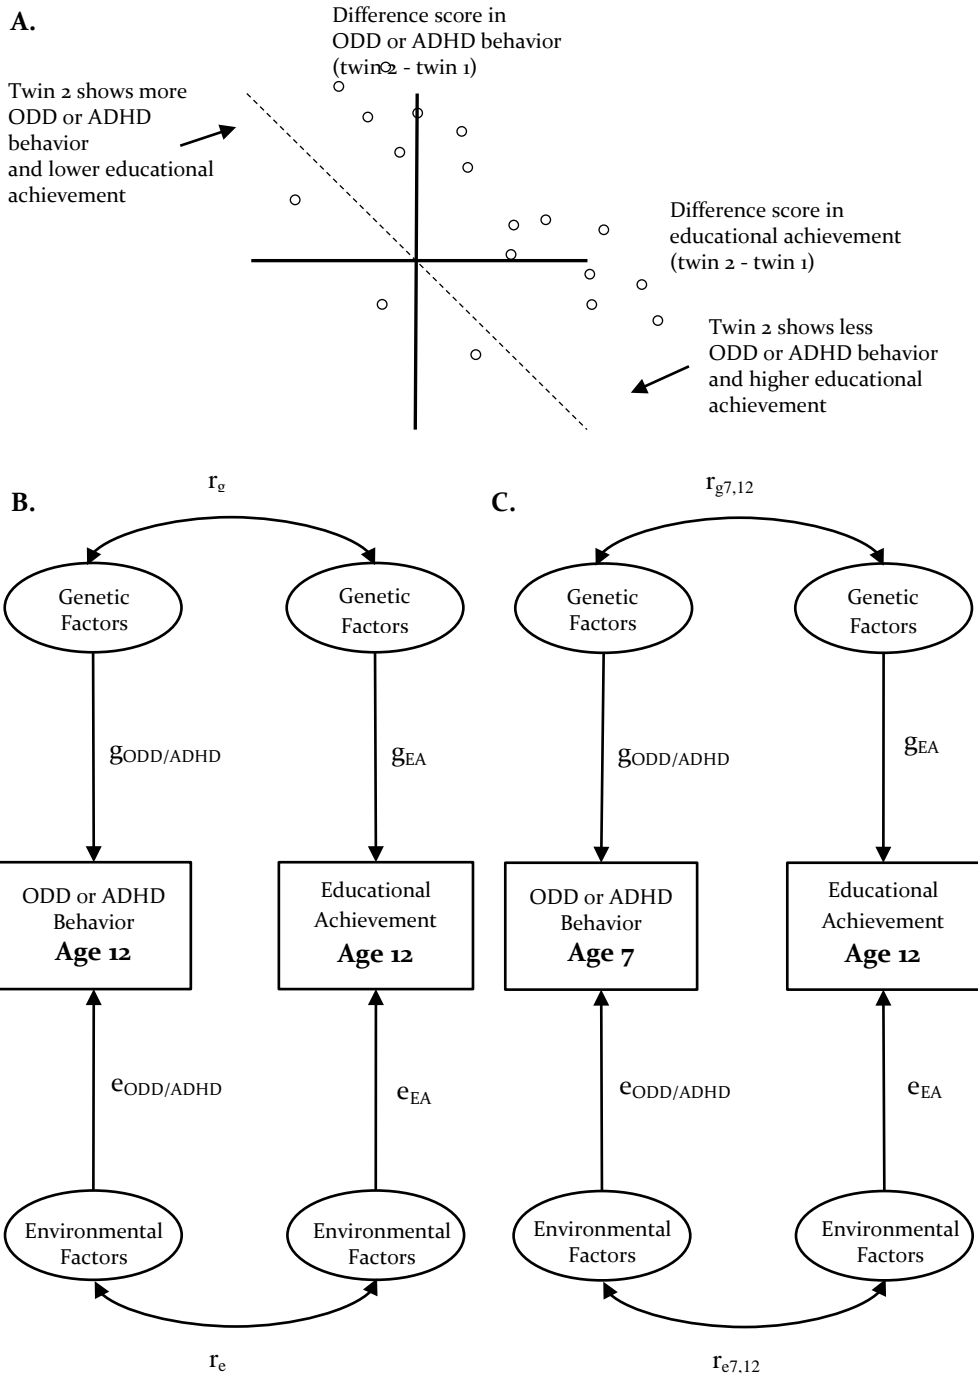 A.
Difference score in
ODD or ADHD behavior
(twin 2 - twin 1)
Twin 2 shows more
ODD or ADHD
behavior
and lower educational
achievement
Difference score in
educational achievement
(twin 2 - twin 1)
Twin 2 shows less
ODD or ADHD behavior
and higher educational
achievement
B.
rg
Genetic
Factors
Genetic
Factors
gODD/ADHD
gEA
ODD or ADHD
Behavior
Age 12
Educational
Achievement
Age 12
eODD/ADHD
eEA
Environmental
Factors
Environmental
Factors
re
C.
rg7,12
Genetic
Factors
Genetic
Factors
gODD/ADHD
gEA
ODD or ADHD
Behavior
Age 7
Educational
Achievement
Age 12
eODD/ADHD
eEA
Environmental
Factors
Environmental
Factors
re7,12